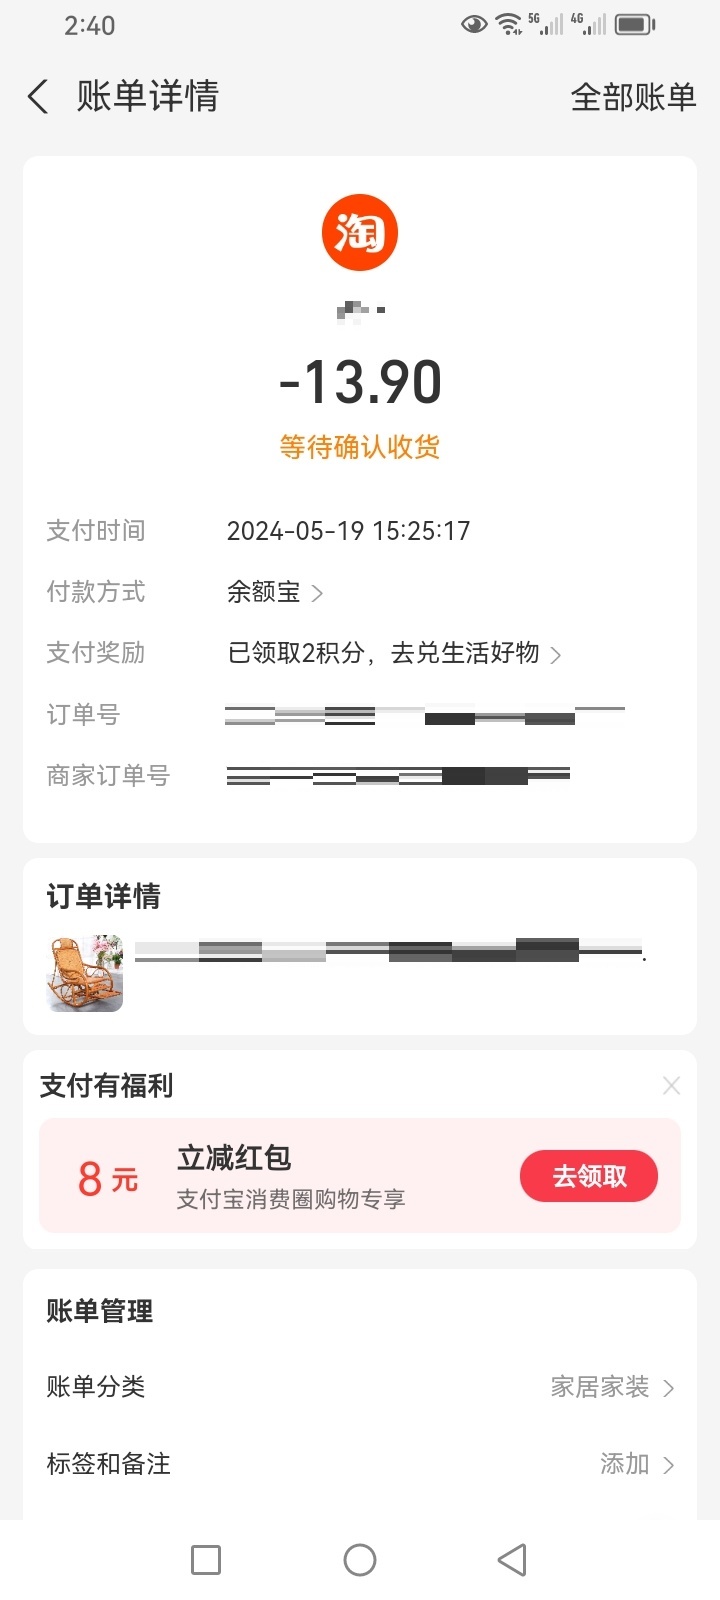 2:40
5G 4G
账单详情 全部账单
淘
-13.90
等待确认收货
支付时间 2024-05-19 15:25:17
付款方式 余额宝
支付奖励 已领取2积分，去兑生活好物
订单号
商家订单号
订单详情
支付有福利
8元 立减红包 去领取
支付宝消费圈购物专享
账单管理
账单分类 家居家装
标签和备注 添加